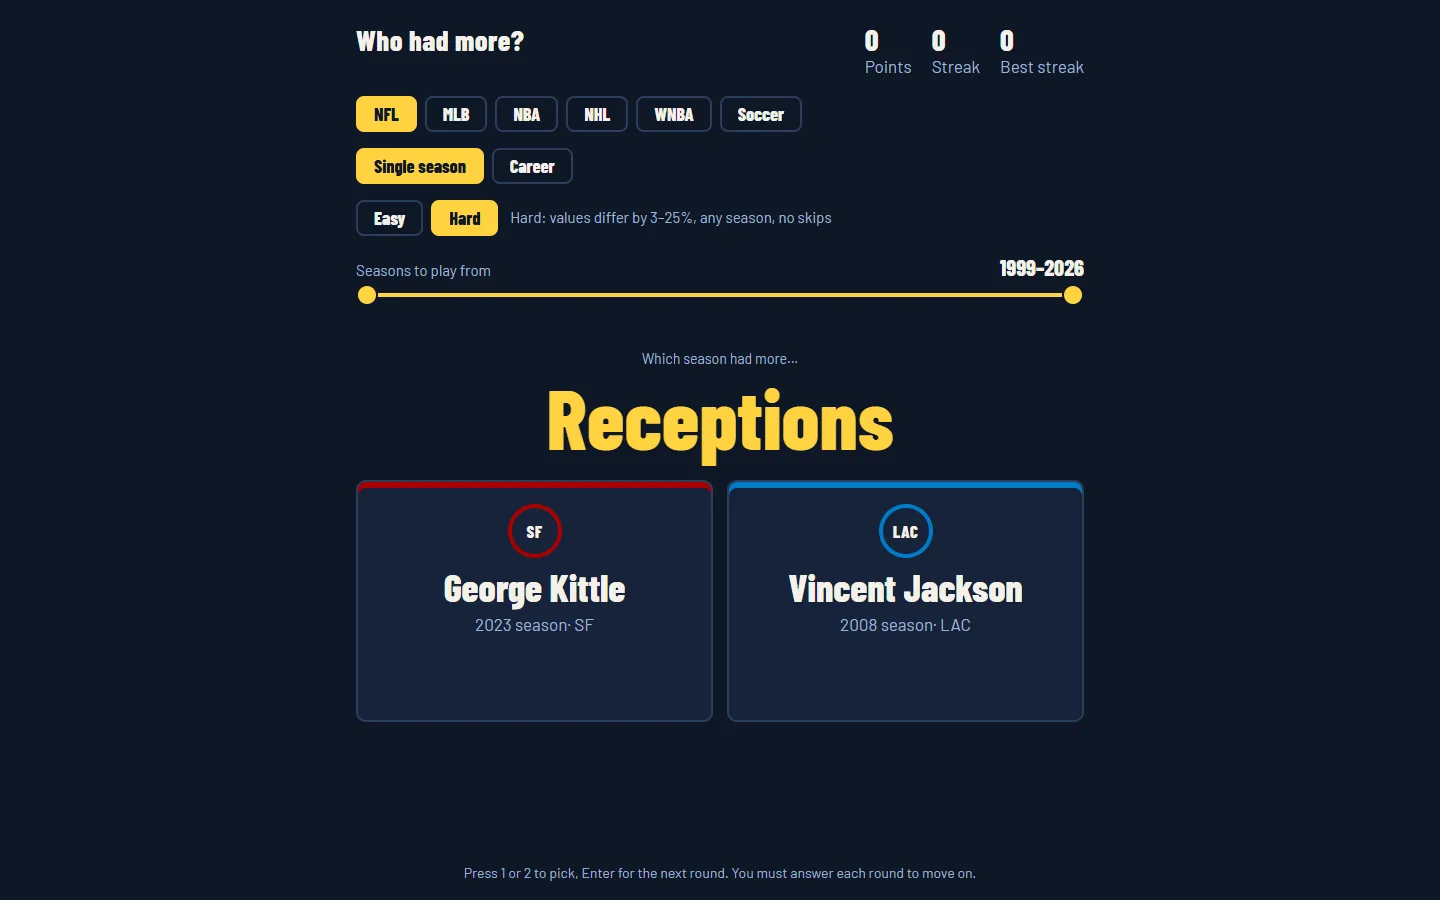 Who had more?
0 0 0
Points Streak Best streak
NFL MLB NBA NHL WNBA Soccer
Single season Career
Easy Hard Hard: values differ by 3–25%, any season, no skips
Seasons to play from 1999–2026
Which season had more...
Receptions
SF
George Kittle
2023 season· SF
LAC
Vincent Jackson
2008 season· LAC
Press 1 or 2 to pick, Enter for the next round. You must answer each round to move on.